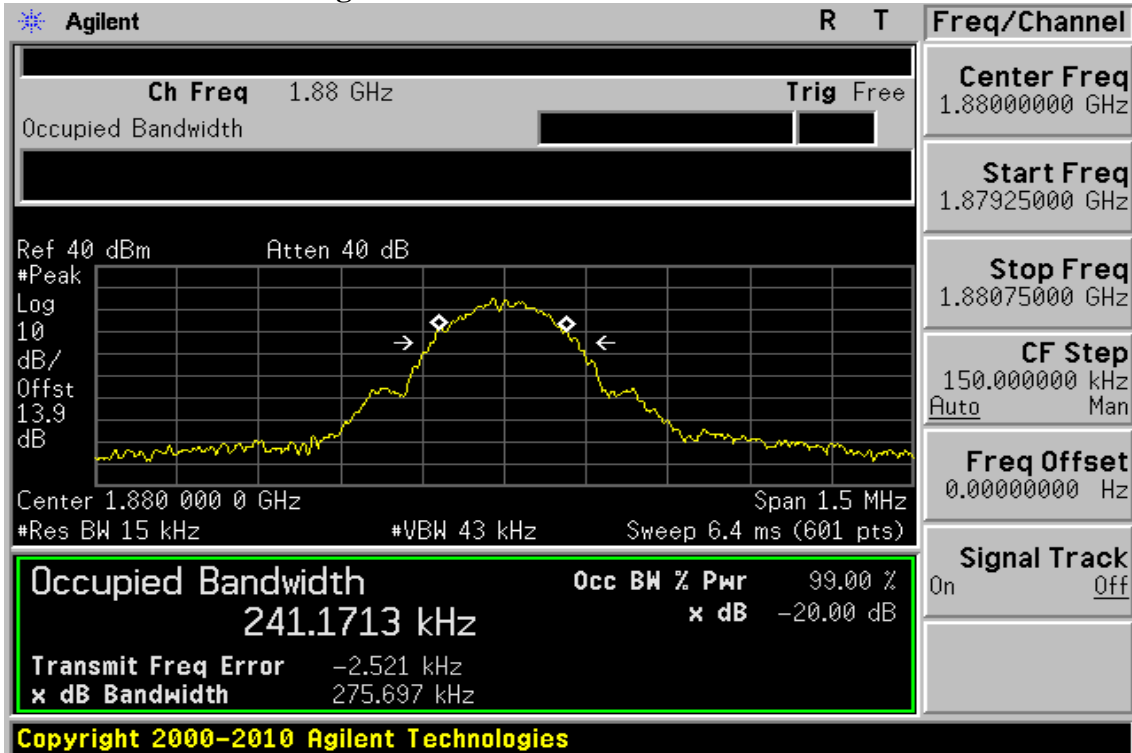 Agilent R T
Freq/Channel
Ch Freq 1.88 GHz Trig Free
Occupied Bandwidth
Center Freq
1.88000000 GHz
Start Freq
1.87925000 GHz
Stop Freq
1.88075000 GHz
CF Step
150.000000 kHz
Auto Man
Freq Offset
0.00000000 Hz
Signal Track
On Off
Ref 40 dBm Atten 40 dB
#Peak
Log
10
dB/
Offst
13.9
dB
Center 1.880 000 0 GHz Span 1.5 MHz
#Res BW 15 kHz #VBW 43 kHz Sweep 6.4 ms (601 pts)
Occupied Bandwidth Occ BW % Pwr 99.00 %
241.1713 kHz x dB -20.00 dB
Transmit Freq Error -2.521 kHz
x dB Bandwidth 275.697 kHz
Copyright 2000-2010 Agilent Technologies